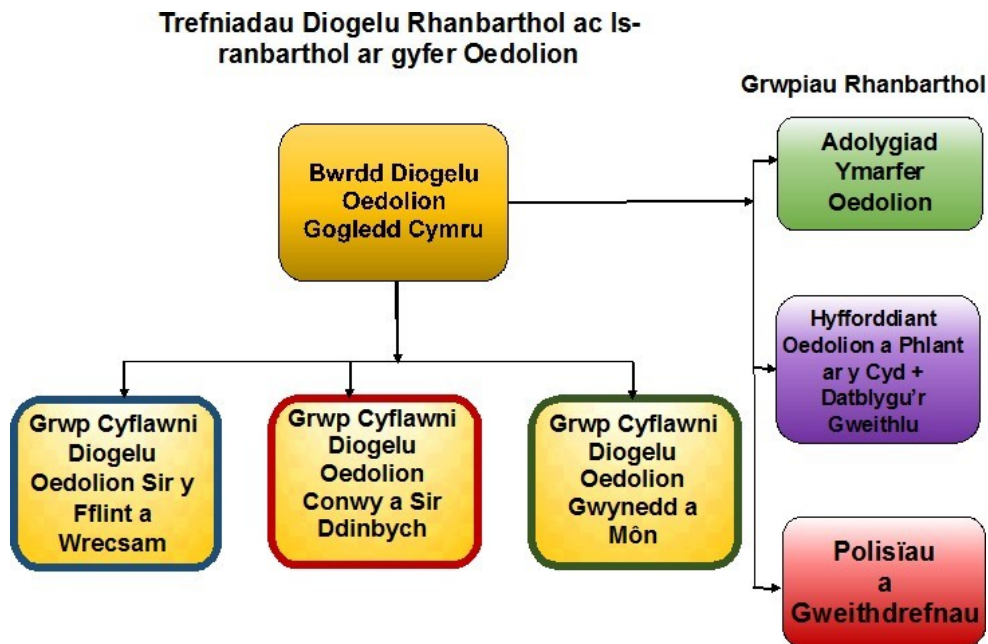 Trefniadau Diogelu Rhanbarthol ac Is-
ranbarthol ar gyfer Oedolion
Grwpiau Rhanbarthol
Bwrdd Diogelu
Oedolion
Gogledd Cymru
Adolygiad
Ymarfer
Oedolion
Hyfforddiant
Oedolion a Phlant
ar y Cyd +
Datblygu'r
Gweithlu
Polisïau
a
Gweithdrefnau
Grwp Cyflawni
Diogelu
Oedolion Sir y
Fflint a
Wrecsam
Grwp Cyflawni
Diogelu
Oedolion
Conwy a Sir
Ddinbych
Grwp Cyflawni
Diogelu
Oedolion
Gwynedd a
Môn